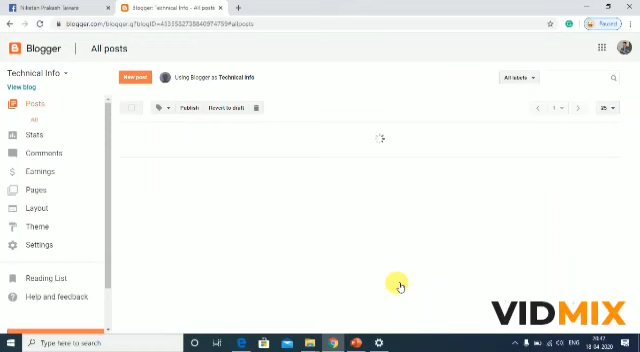 Niketan Prakash Taware
Blogger: Technical Info - All posts
blogger.com/blogger.g?blogID=4535582738840974789#allposts
Paused
Blogger
All posts
Technical Info
View blog
New post
Using Blogger as Technical Info
All labels
Posts
All
Publish
Revert to draft
1
25
Stats
Comments
Earnings
Pages
Layout
Theme
Settings
Reading List
Help and feedback
VIDMIX
Type here to search
ENG
20:47
18-04-2020